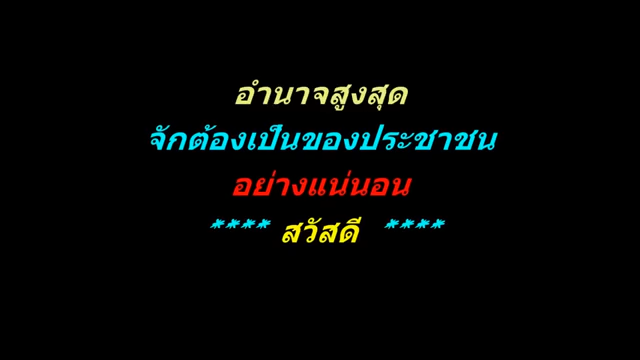 อำนาจสูงสุด
จักต้องเป็นของประชาชน
อย่างแน่นอน
**** สวัสดี ****